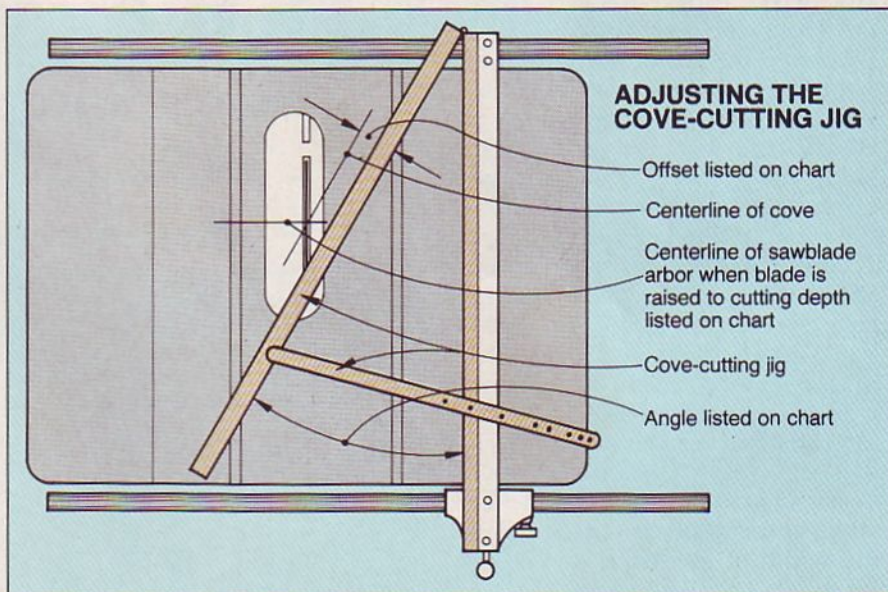 ADJUSTING THE
COVE-CUTTING JIG
Offset listed on chart
Centerline of cove
Centerline of sawblade
arbor when blade is
raised to cutting depth
listed on chart
Cove-cutting jig
Angle listed on chart